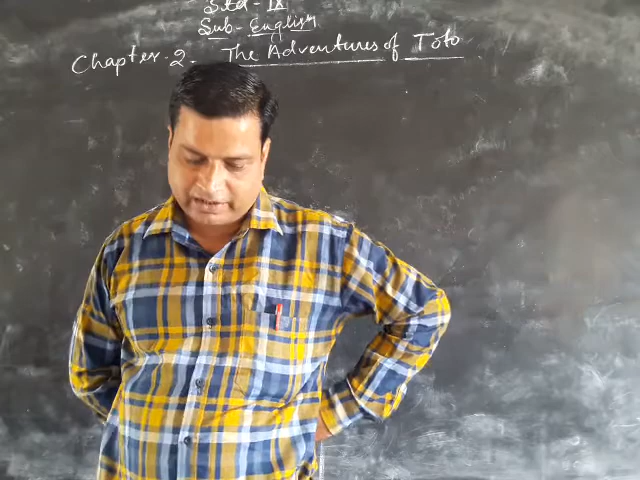 Std - IX
Sub - English
Chapter - 2. The Adventures of Toto